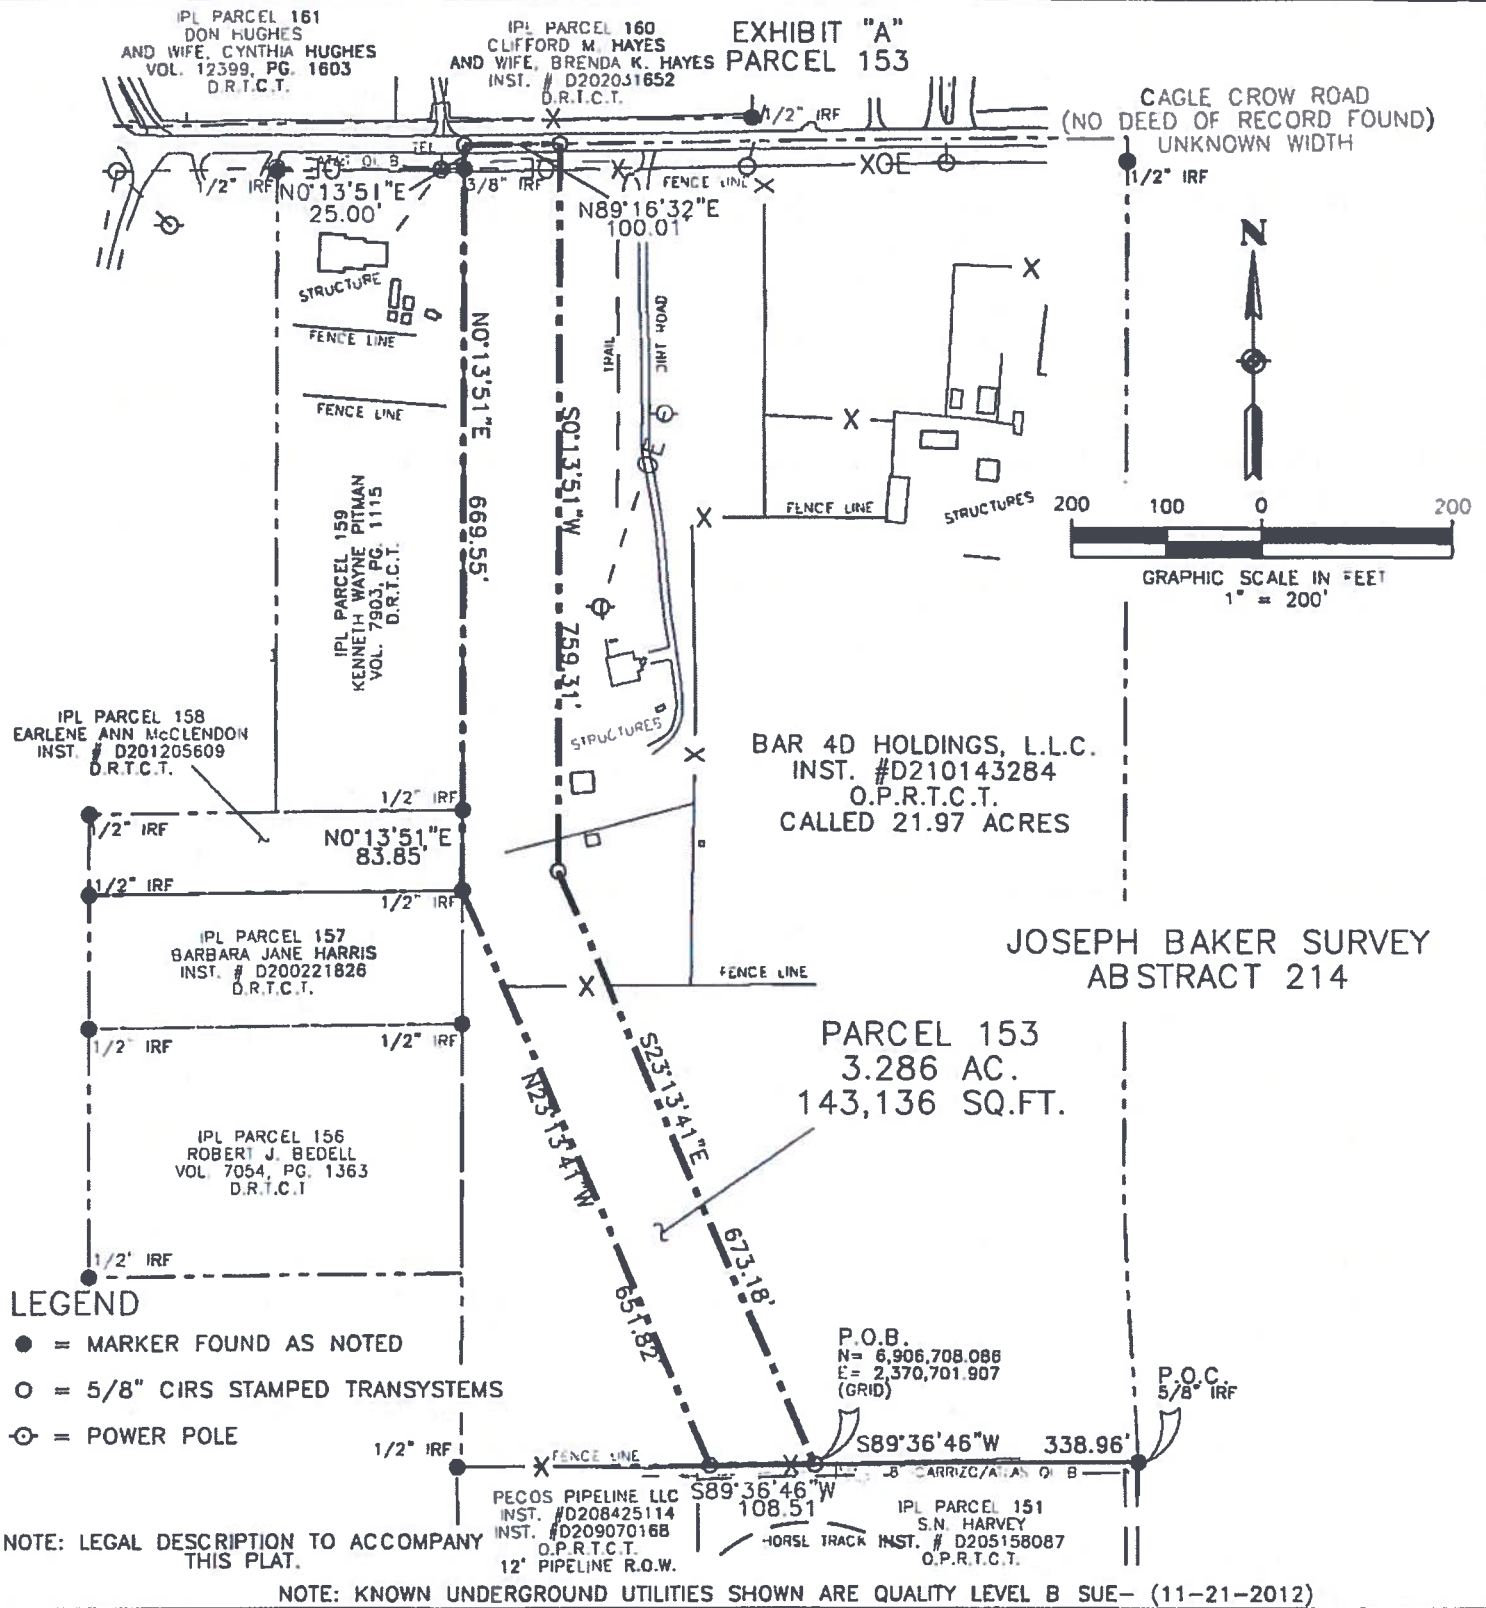 EXHIBIT "A"
PARCEL 153
IPL PARCEL 161
DON HUGHES
AND WIFE, CYNTHIA HUGHES
VOL. 12399, PG. 1603
D.R.T.C.T.
IPL PARCEL 160
CLIFFORD M. HAYES
AND WIFE, BRENDA K. HAYES
INST. # D202031652
D.R.T.C.T.
1/2" IRF
CAGLE CROW ROAD
(NO DEED OF RECORD FOUND)
UNKNOWN WIDTH
1/2" IRF
TEL
AT&T QL B
1/2" IRF
3/8" IRF
OE
FENCE LINE
N0°13'51"E
25.00'
N89°16'32"E
100.01'
STRUCTURE
FENCE LINE
FENCE LINE
N0°13'51"E 669.55'
S0°13'51"W 759.31'
TRAIL
DIRT ROAD
N
STRUCTURES
FENCE LINE
200 100 0 200
GRAPHIC SCALE IN FEET
1" = 200'
IPL PARCEL 159
KENNETH WAYNE PITMAN
VOL. 7903, PG. 1115
D.R.T.C.T.
STRUCTURES
IPL PARCEL 158
EARLENE ANN McCLENDON
INST. # D201205609
D.R.T.C.T.
BAR 4D HOLDINGS, L.L.C.
INST. #D210143284
O.P.R.T.C.T.
CALLED 21.97 ACRES
1/2" IRF
1/2" IRF
N0°13'51"E
83.85'
1/2" IRF
1/2" IRF
IPL PARCEL 157
BARBARA JANE HARRIS
INST. # D200221826
D.R.T.C.T.
FENCE LINE
JOSEPH BAKER SURVEY
ABSTRACT 214
1/2" IRF
1/2" IRF
PARCEL 153
3.286 AC.
143,136 SQ.FT.
N23°13'41"W 651.82'
S23°13'41"E 673.18'
IPL PARCEL 156
ROBERT J. BEDELL
VOL. 7054, PG. 1363
D.R.T.C.T
1/2' IRF
LEGEND
= MARKER FOUND AS NOTED
= 5/8" CIRS STAMPED TRANSYSTEMS
= POWER POLE
P.O.B.
N= 6,906,708.086
E= 2,370,701.907
(GRID)
P.O.C.
5/8" IRF
1/2" IRF
FENCE LINE
S89°36'46"W 338.96'
CARRIZO/ATLAS QL B
S89°36'46"W
108.51'
PECOS PIPELINE LLC
INST. #D208425114
INST. #D209070168
O.P.R.T.C.T.
12' PIPELINE R.O.W.
HORSE TRACK
IPL PARCEL 151
S.N. HARVEY
INST. # D205158087
O.P.R.T.C.T.
NOTE: LEGAL DESCRIPTION TO ACCOMPANY
THIS PLAT.
NOTE: KNOWN UNDERGROUND UTILITIES SHOWN ARE QUALITY LEVEL B SUE- (11-21-2012)